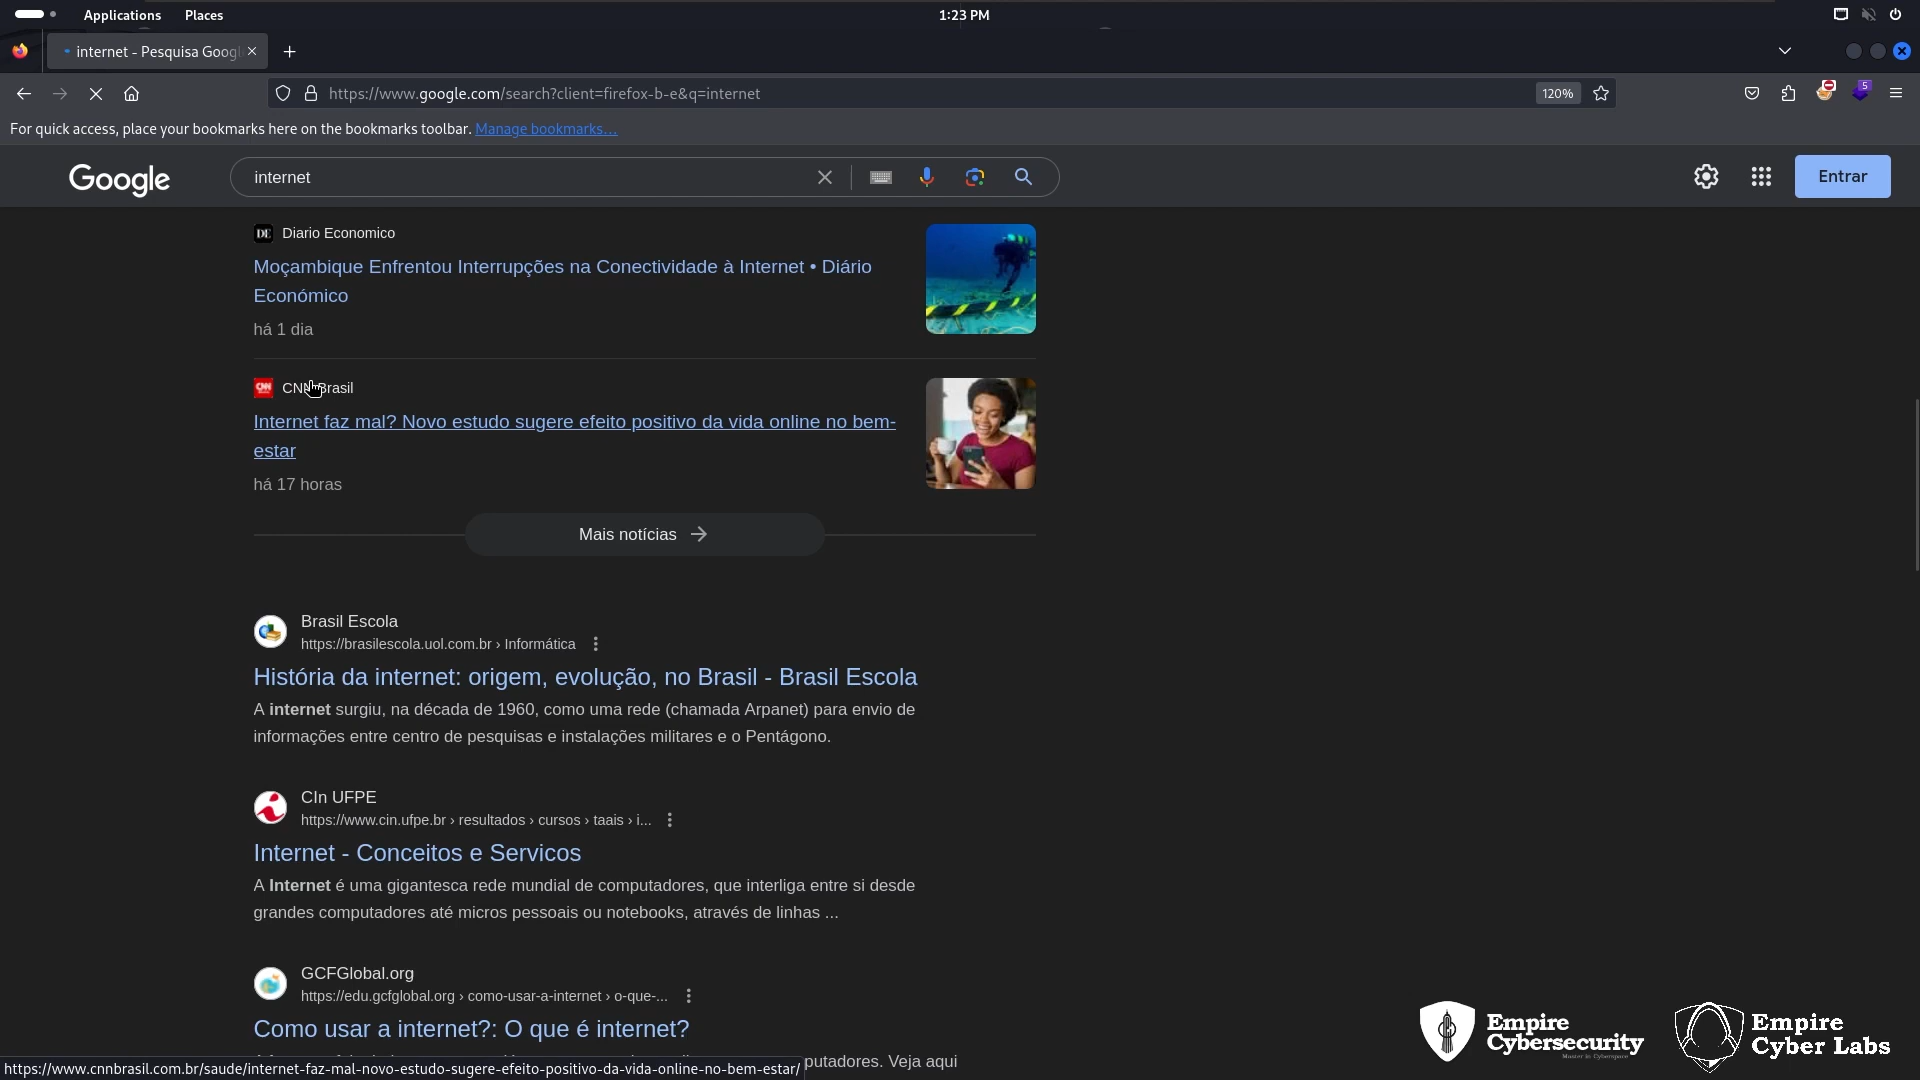 Applications Places 1:23 PM
internet - Pesquisa Googl
https://www.google.com/search?client=firefox-b-e&q=internet 120% 5
For quick access, place your bookmarks here on the bookmarks toolbar. Manage bookmarks...
Google internet Entrar
DE Diario Economico
Moçambique Enfrentou Interrupções na Conectividade à Internet • Diário
Económico
há 1 dia
CNN Brasil
Internet faz mal? Novo estudo sugere efeito positivo da vida online no bem-
estar
há 17 horas
Mais notícias
Brasil Escola
https://brasilescola.uol.com.br › Informática
História da internet: origem, evolução, no Brasil - Brasil Escola
A internet surgiu, na década de 1960, como uma rede (chamada Arpanet) para envio de
informações entre centro de pesquisas e instalações militares e o Pentágono.
CIn UFPE
https://www.cin.ufpe.br › resultados › cursos › taais › i...
Internet - Conceitos e Servicos
A Internet é uma gigantesca rede mundial de computadores, que interliga entre si desde
grandes computadores até micros pessoais ou notebooks, através de linhas ...
GCFGlobal.org
https://edu.gcfglobal.org › como-usar-a-internet › o-que-...
Como usar a internet?: O que é internet?
putadores. Veja aqui
https://www.cnnbrasil.com.br/saude/internet-faz-mal-novo-estudo-sugere-efeito-positivo-da-vida-online-no-bem-estar/
Empire
Cybersecurity
Master in Cyberspace
Empire
Cyber Labs